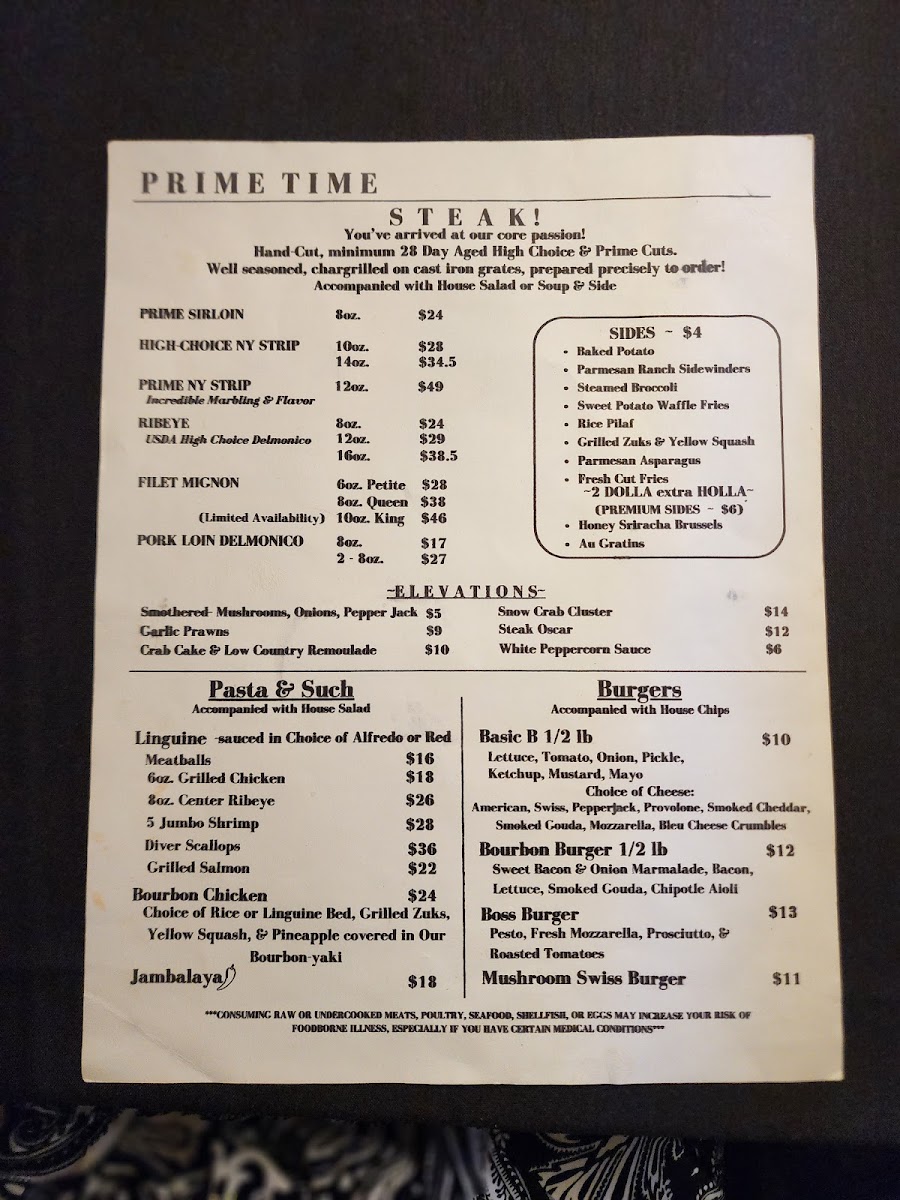 PRIME TIME
STEAK!
You've arrived at our core passion!
Hand-Cut, minimum 28 Day Aged High Choice & Prime Cuts.
Well seasoned, chargrilled on cast iron grates, prepared precisely to order!
Accompanied with House Salad or Soup & Side
PRIME SIRLOIN 8oz. $24
HIGH-CHOICE NY STRIP 10oz. $28
14oz. $34.5
PRIME NY STRIP 12oz. $49
Incredible Marbling & Flavor
RIBEYE 8oz. $24
USDA High Choice Delmonico 12oz. $29
16oz. $38.5
FILET MIGNON 6oz. Petite $28
8oz. Queen $38
(Limited Availability) 10oz. King $46
PORK LOIN DELMONICO 8oz. $17
2 - 8oz. $27
SIDES ~ $4
• Baked Potato
• Parmesan Ranch Sidewinders
• Steamed Broccoli
• Sweet Potato Waffle Fries
• Rice Pilaf
• Grilled Zuks & Yellow Squash
• Parmesan Asparagus
• Fresh Cut Fries
~2 DOLLA extra HOLLA~
(PREMIUM SIDES ~ $6)
• Honey Sriracha Brussels
• Au Gratins
~ELEVATIONS~
Smothered- Mushrooms, Onions, Pepper Jack $5
Garlic Prawns $9
Crab Cake & Low Country Remoulade $10
Snow Crab Cluster $14
Steak Oscar $12
White Peppercorn Sauce $6
Pasta & Such
Accompanied with House Salad
Linguine -sauced in Choice of Alfredo or Red
Meatballs $16
6oz. Grilled Chicken $18
8oz. Center Ribeye $26
5 Jumbo Shrimp $28
Diver Scallops $36
Grilled Salmon $22
Bourbon Chicken $24
Choice of Rice or Linguine Bed, Grilled Zuks,
Yellow Squash, & Pineapple covered in Our
Bourbon-yaki
Jambalaya $18
Burgers
Accompanied with House Chips
Basic B 1/2 lb $10
Lettuce, Tomato, Onion, Pickle,
Ketchup, Mustard, Mayo
Choice of Cheese:
American, Swiss, Pepperjack, Provolone, Smoked Cheddar,
Smoked Gouda, Mozzarella, Bleu Cheese Crumbles
Bourbon Burger 1/2 lb $12
Sweet Bacon & Onion Marmalade, Bacon,
Lettuce, Smoked Gouda, Chipotle Aioli
Boss Burger $13
Pesto, Fresh Mozzarella, Prosciutto, &
Roasted Tomatoes
Mushroom Swiss Burger $11
***CONSUMING RAW OR UNDERCOOKED MEATS, POULTRY, SEAFOOD, SHELLFISH, OR EGGS MAY INCREASE YOUR RISK OF
FOODBORNE ILLNESS, ESPECIALLY IF YOU HAVE CERTAIN MEDICAL CONDITIONS***